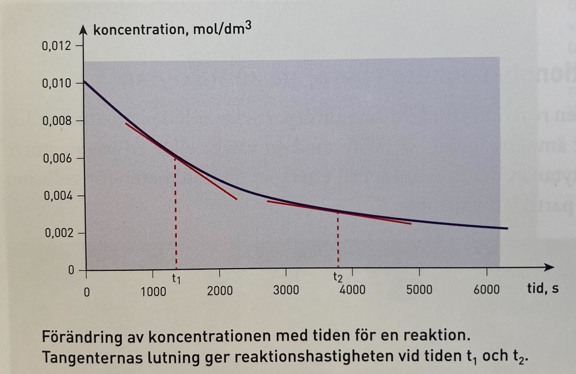 koncentration, mol/dm³
0,012
0,010
0,008
0,006
0,004
0,002
0
t₁
t₂
0 1000 2000 3000 4000 5000 6000 tid, s
Förändring av koncentrationen med tiden för en reaktion.
Tangenternas lutning ger reaktionshastigheten vid tiden t₁ och t₂.